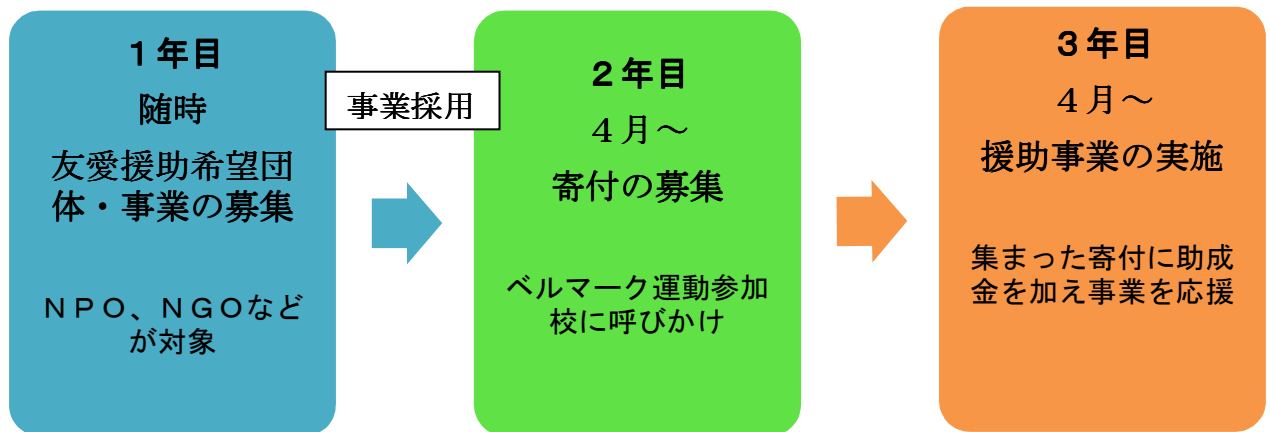 １年目
随時
友愛援助希望団
体・事業の募集
ＮＰＯ、ＮＧＯなど
が対象
事業採用
２年目
４月～
寄付の募集
ベルマーク運動参加
校に呼びかけ
３年目
４月～
援助事業の実施
集まった寄付に助成
金を加え事業を応援